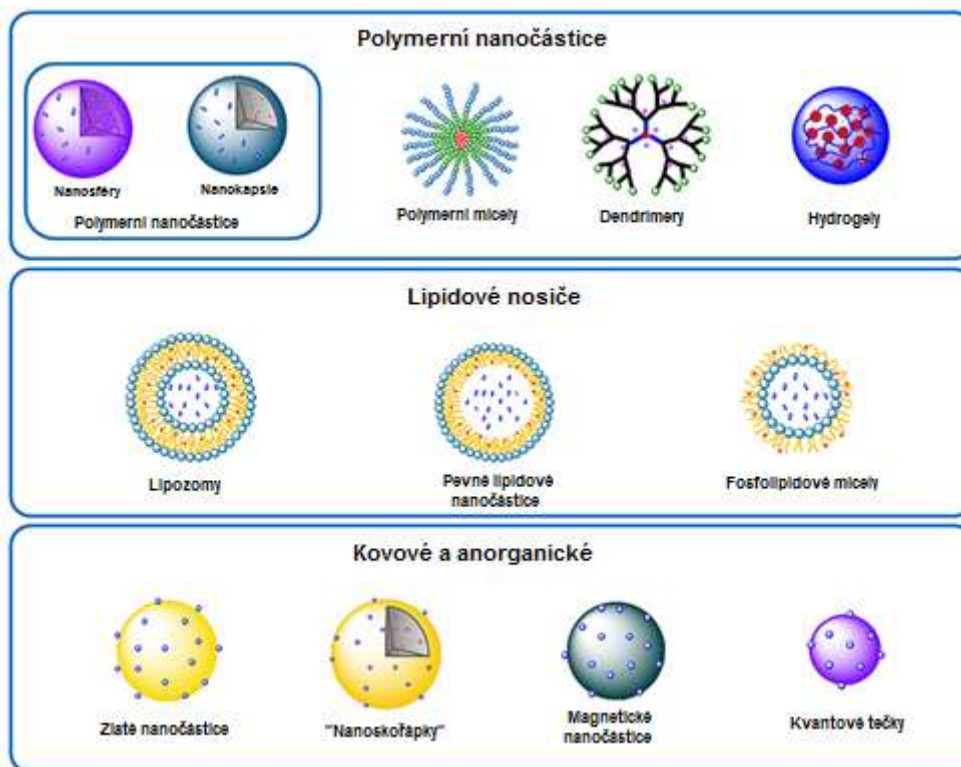 Polymerní nanočástice
Nanosféry
Nanokapsle
Polymerní nanočástice
Polymerní micely
Dendrimery
Hydrogely
Lipidové nosiče
Lipozomy
Pevné lipidové
nanočástice
Fosfolipidové micely
Kovové a anorganické
Zlaté nanočástice
"Nanoskořápky"
Magnetické
nanočástice
Kvantové tečky